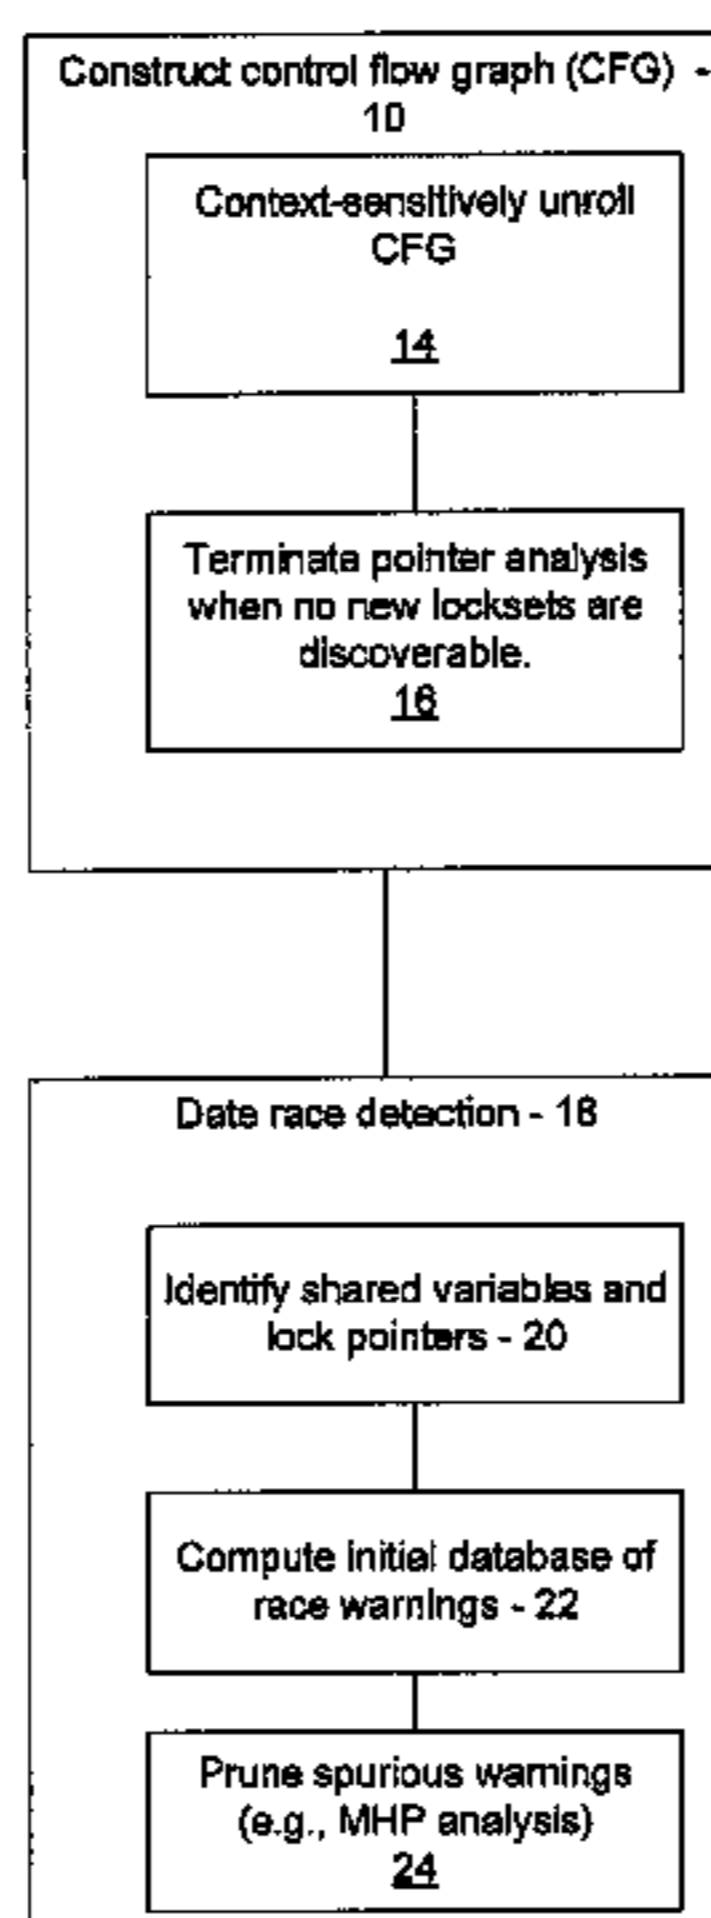 Construct control flow graph (CFG) -
10
Context-sensitively unroll
CFG
14
Terminate pointer analysis
when no new locksets are
discoverable.
16
Date race detection - 18
Identify shared variables and
lock pointers - 20
Compute initial database of
race warnings - 22
Prune spurious warnings
(e.g., MHP analysis)
24